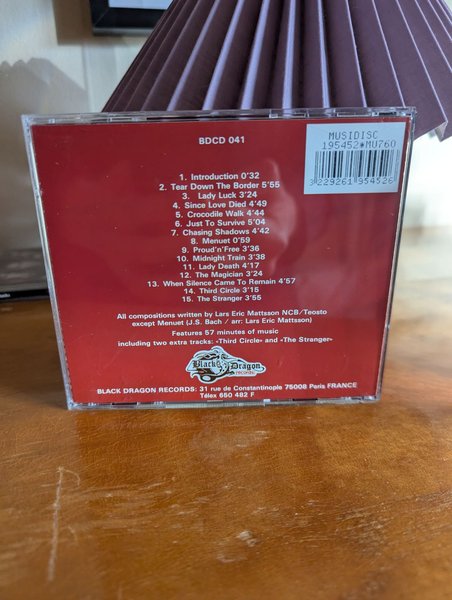 BDCD 041
MUSIDISC
195452*MU760
3229261954526
1. Introduction 0'32
2. Tear Down The Border 5'55
3. Lady Luck 3'24
4. Since Love Died 4'49
5. Crocodile Walk 4'44
6. Just To Survive 5'04
7. Chasing Shadows 4'42
8. Menuet 0'59
9. Proud'n'Free 3'36
10. Midnight Train 3'38
11. Lady Death 4'17
12. The Magician 3'24
13. When Silence Came To Remain 4'57
14. Third Circle 3'15
15. The Stranger 3'55
All compositions written by Lars Eric Mattsson NCB/Teosto
except Menuet (J.S. Bach / arr: Lars Eric Mattsson)
Features 57 minutes of music
including two extra tracks: «Third Circle» and «The Stranger»
Black Dragon
records
BLACK DRAGON RECORDS: 31 rue de Constantinople 75008 Paris FRANCE
Télex 650 482 F